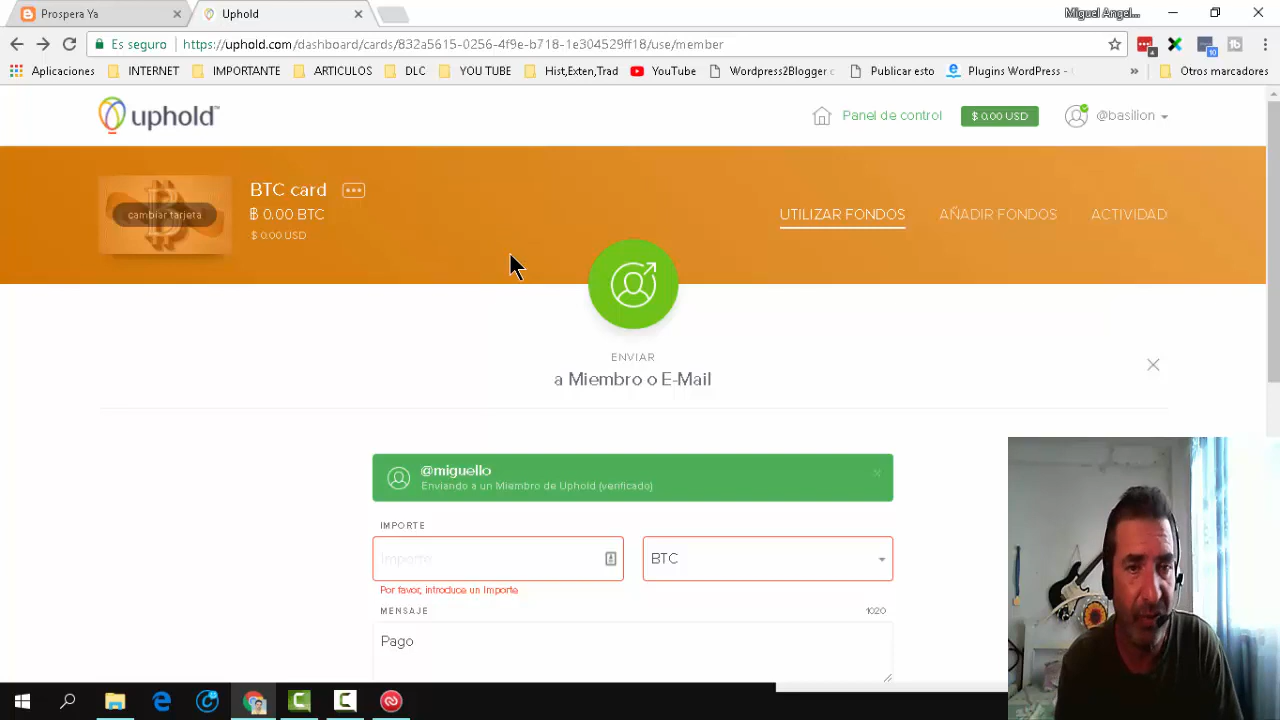 Prospera Ya
Uphold
Miguel Angel...
Es seguro
https://uphold.com/dashboard/cards/832a5615-0256-4f9e-b718-1e304529ff18/use/member
Aplicaciones
INTERNET
IMPORTANTE
ARTICULOS
DLC
YOU TUBE
Hist,Exten,Trad
YouTube
Wordpress2Blogger.c
Publicar esto
Plugins WordPress -
»
Otros marcadores
uphold™
Panel de control
$ 0.00 USD
@basilion
cambiar tarjeta
BTC card
฿ 0.00 BTC
$ 0.00 USD
UTILIZAR FONDOS
AÑADIR FONDOS
ACTIVIDAD
ENVIAR
a Miembro o E-Mail
@miguello
Enviando a un Miembro de Uphold (verificado)
IMPORTE
Importe
BTC
Por favor, introduce un Importe
MENSAJE
1020
Pago